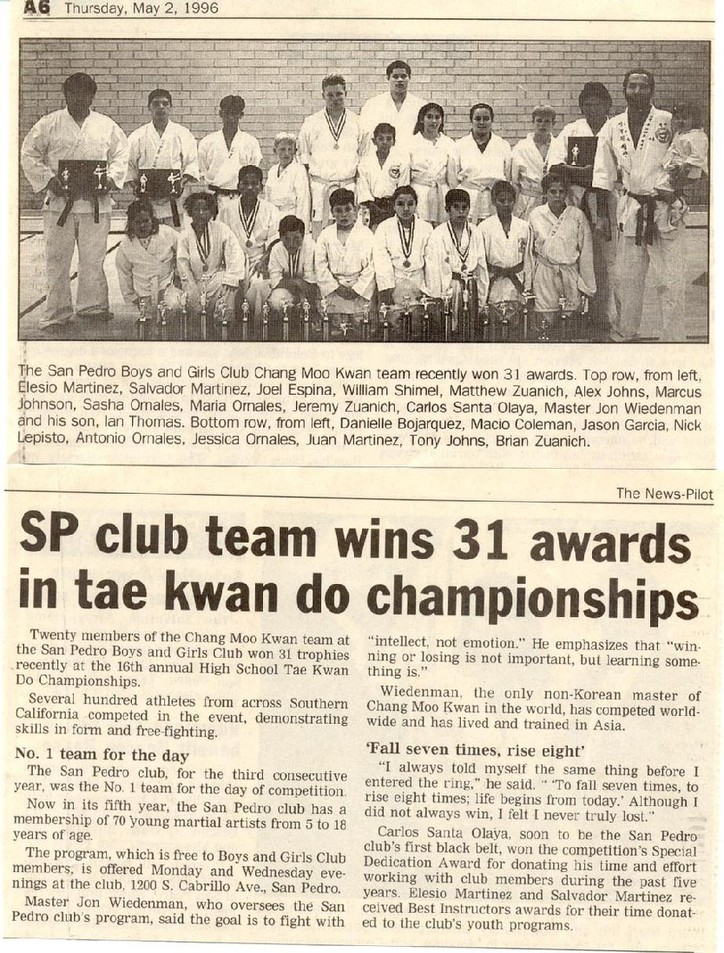 A6 Thursday, May 2, 1996
The San Pedro Boys and Girls Club Chang Moo Kwan team recently won 31 awards. Top row, from left,
Elesio Martinez, Salvador Martinez, Joel Espina, William Shimel, Matthew Zuanich, Alex Johns, Marcus
Johnson, Sasha Ornales, Maria Ornales, Jeremy Zuanich, Carlos Santa Olaya, Master Jon Wiedenman
and his son, Ian Thomas. Bottom row, from left, Danielle Bojarquez, Macio Coleman, Jason Garcia, Nick
Lepisto, Antonio Ornales, Jessica Ornales, Juan Martinez, Tony Johns, Brian Zuanich.
The News-Pilot
SP club team wins 31 awards
in tae kwan do championships
Twenty members of the Chang Moo Kwan team at
the San Pedro Boys and Girls Club won 31 trophies
recently at the 16th annual High School Tae Kwan
Do Championships.
Several hundred athletes from across Southern
California competed in the event, demonstrating
skills in form and free-fighting.
No. 1 team for the day
The San Pedro club, for the third consecutive
year, was the No. 1 team for the day of competition.
Now in its fifth year, the San Pedro club has a
membership of 70 young martial artists from 5 to 18
years of age.
The program, which is free to Boys and Girls Club
members, is offered Monday and Wednesday eve-
nings at the club, 1200 S. Cabrillo Ave., San Pedro.
Master Jon Wiedenman, who oversees the San
Pedro club's program, said the goal is to fight with
"intellect, not emotion." He emphasizes that "win-
ning or losing is not important, but learning some-
thing is."
Wiedenman, the only non-Korean master of
Chang Moo Kwan in the world, has competed world-
wide and has lived and trained in Asia.
'Fall seven times, rise eight'
"I always told myself the same thing before I
entered the ring," he said. " 'To fall seven times, to
rise eight times; life begins from today.' Although I
did not always win, I felt I never truly lost."
Carlos Santa Olaya, soon to be the San Pedro
club's first black belt, won the competition's Special
Dedication Award for donating his time and effort
working with club members during the past five
years. Elesio Martinez and Salvador Martinez re-
ceived Best Instructors awards for their time donat-
ed to the club's youth programs.